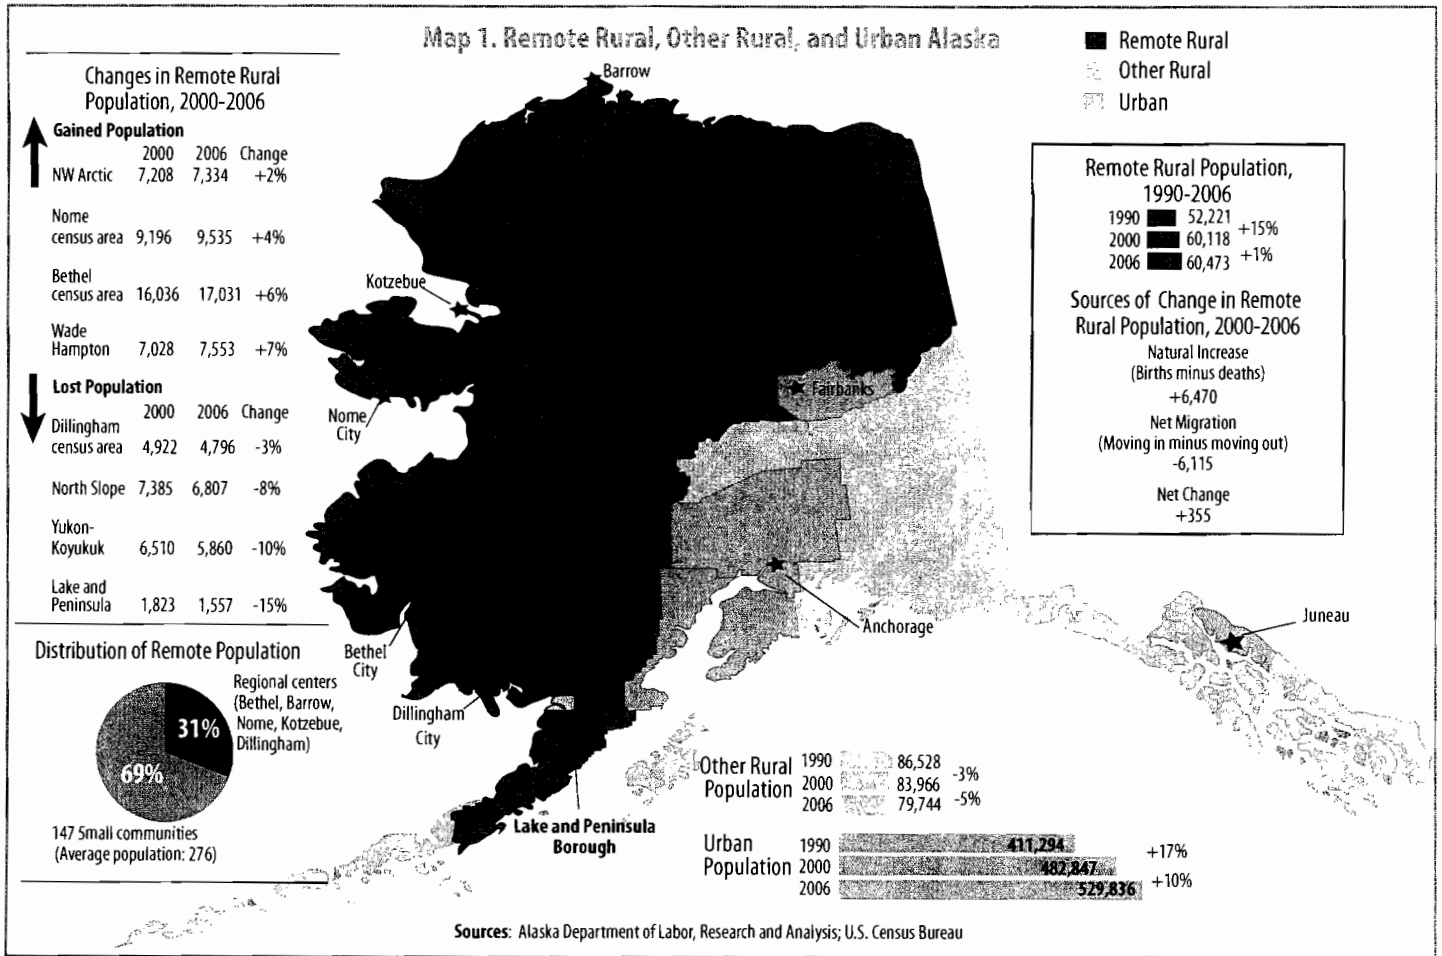 Map 1. Remote Rural, Other Rural, and Urban Alaska
Remote Rural
Other Rural
Urban
Changes in Remote Rural
Population, 2000-2006
Gained Population
2000 2006 Change
NW Arctic 7,208 7,334 +2%
Nome
census area 9,196 9,535 +4%
Bethel
census area 16,036 17,031 +6%
Wade
Hampton 7,028 7,553 +7%
Lost Population
2000 2006 Change
Dillingham
census area 4,922 4,796 -3%
North Slope 7,385 6,807 -8%
Yukon-
Koyukuk 6,510 5,860 -10%
Lake and
Peninsula 1,823 1,557 -15%
Distribution of Remote Population
Regional centers
(Bethel, Barrow,
Nome, Kotzebue,
Dillingham)
31%
69%
147 Small communities
(Average population: 276)
Barrow
Kotzebue
Nome
City
Fairbanks
Bethel
City
Dillingham
City
Anchorage
Juneau
Lake and Peninsula
Borough
Remote Rural Population,
1990-2006
1990 52,221
+15%
2000 60,118
+1%
2006 60,473
Sources of Change in Remote
Rural Population, 2000-2006
Natural Increase
(Births minus deaths)
+6,470
Net Migration
(Moving in minus moving out)
-6,115
Net Change
+355
Other Rural
Population
1990 86,528
-3%
2000 83,966
-5%
2006 79,744
Urban
Population
1990 411,294
+17%
2000 482,847
+10%
2006 529,836
Sources: Alaska Department of Labor, Research and Analysis; U.S. Census Bureau